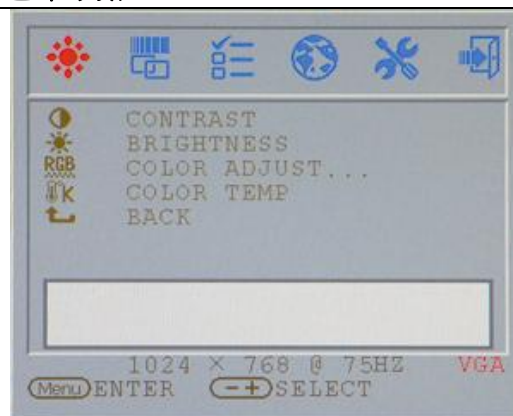 CONTRAST
BRIGHTNESS
RGB COLOR ADJUST...
K COLOR TEMP
BACK
1024 × 768 @ 75HZ VGA
Menu ENTER - + SELECT